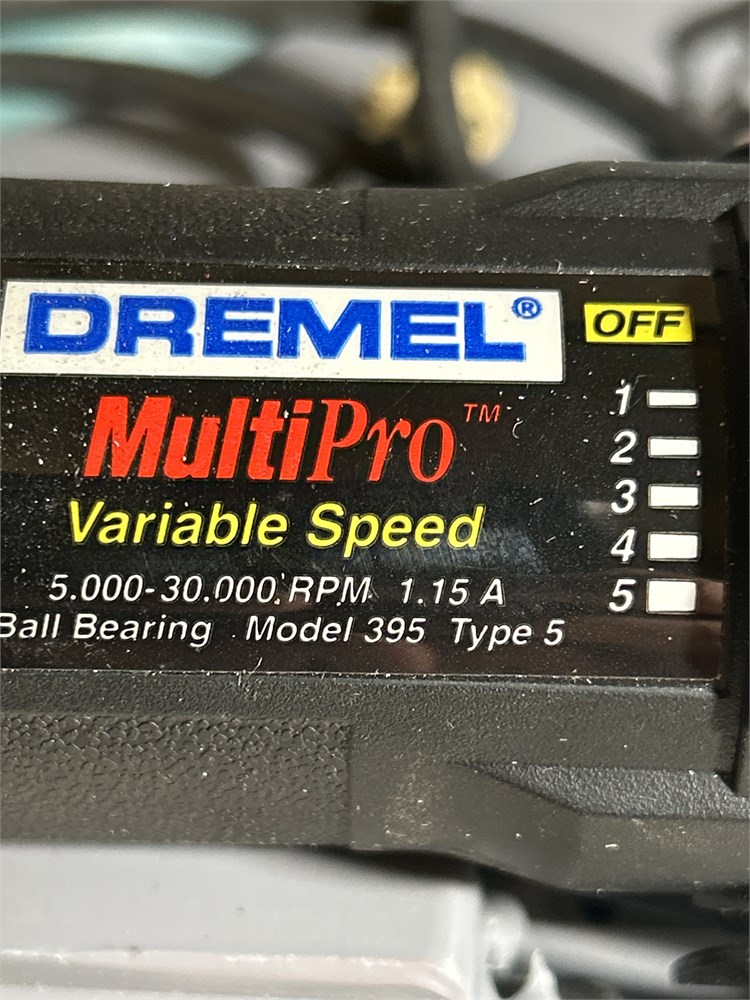 DREMEL®
OFF
MultiPro™
1
Variable Speed
2
3
4
5.000-30.000 RPM 1.15 A
5
Ball Bearing Model 395 Type 5